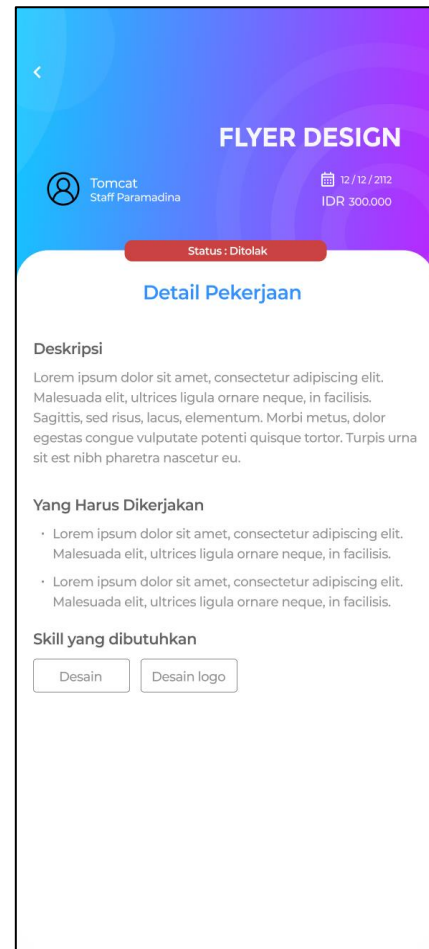 FLYER DESIGN
Tomcat
Staff Paramadina
12 / 12 / 2112
IDR 300.000
Status : Ditolak
Detail Pekerjaan
Deskripsi
Lorem ipsum dolor sit amet, consectetur adipiscing elit.
Malesuada elit, ultrices ligula ornare neque, in facilisis.
Sagittis, sed risus, lacus, elementum. Morbi metus, dolor
egestas congue vulputate potenti quisque tortor. Turpis urna
sit est nibh pharetra nascetur eu.
Yang Harus Dikerjakan
· Lorem ipsum dolor sit amet, consectetur adipiscing elit.
Malesuada elit, ultrices ligula ornare neque, in facilisis.
· Lorem ipsum dolor sit amet, consectetur adipiscing elit.
Malesuada elit, ultrices ligula ornare neque, in facilisis.
Skill yang dibutuhkan
Desain
Desain logo